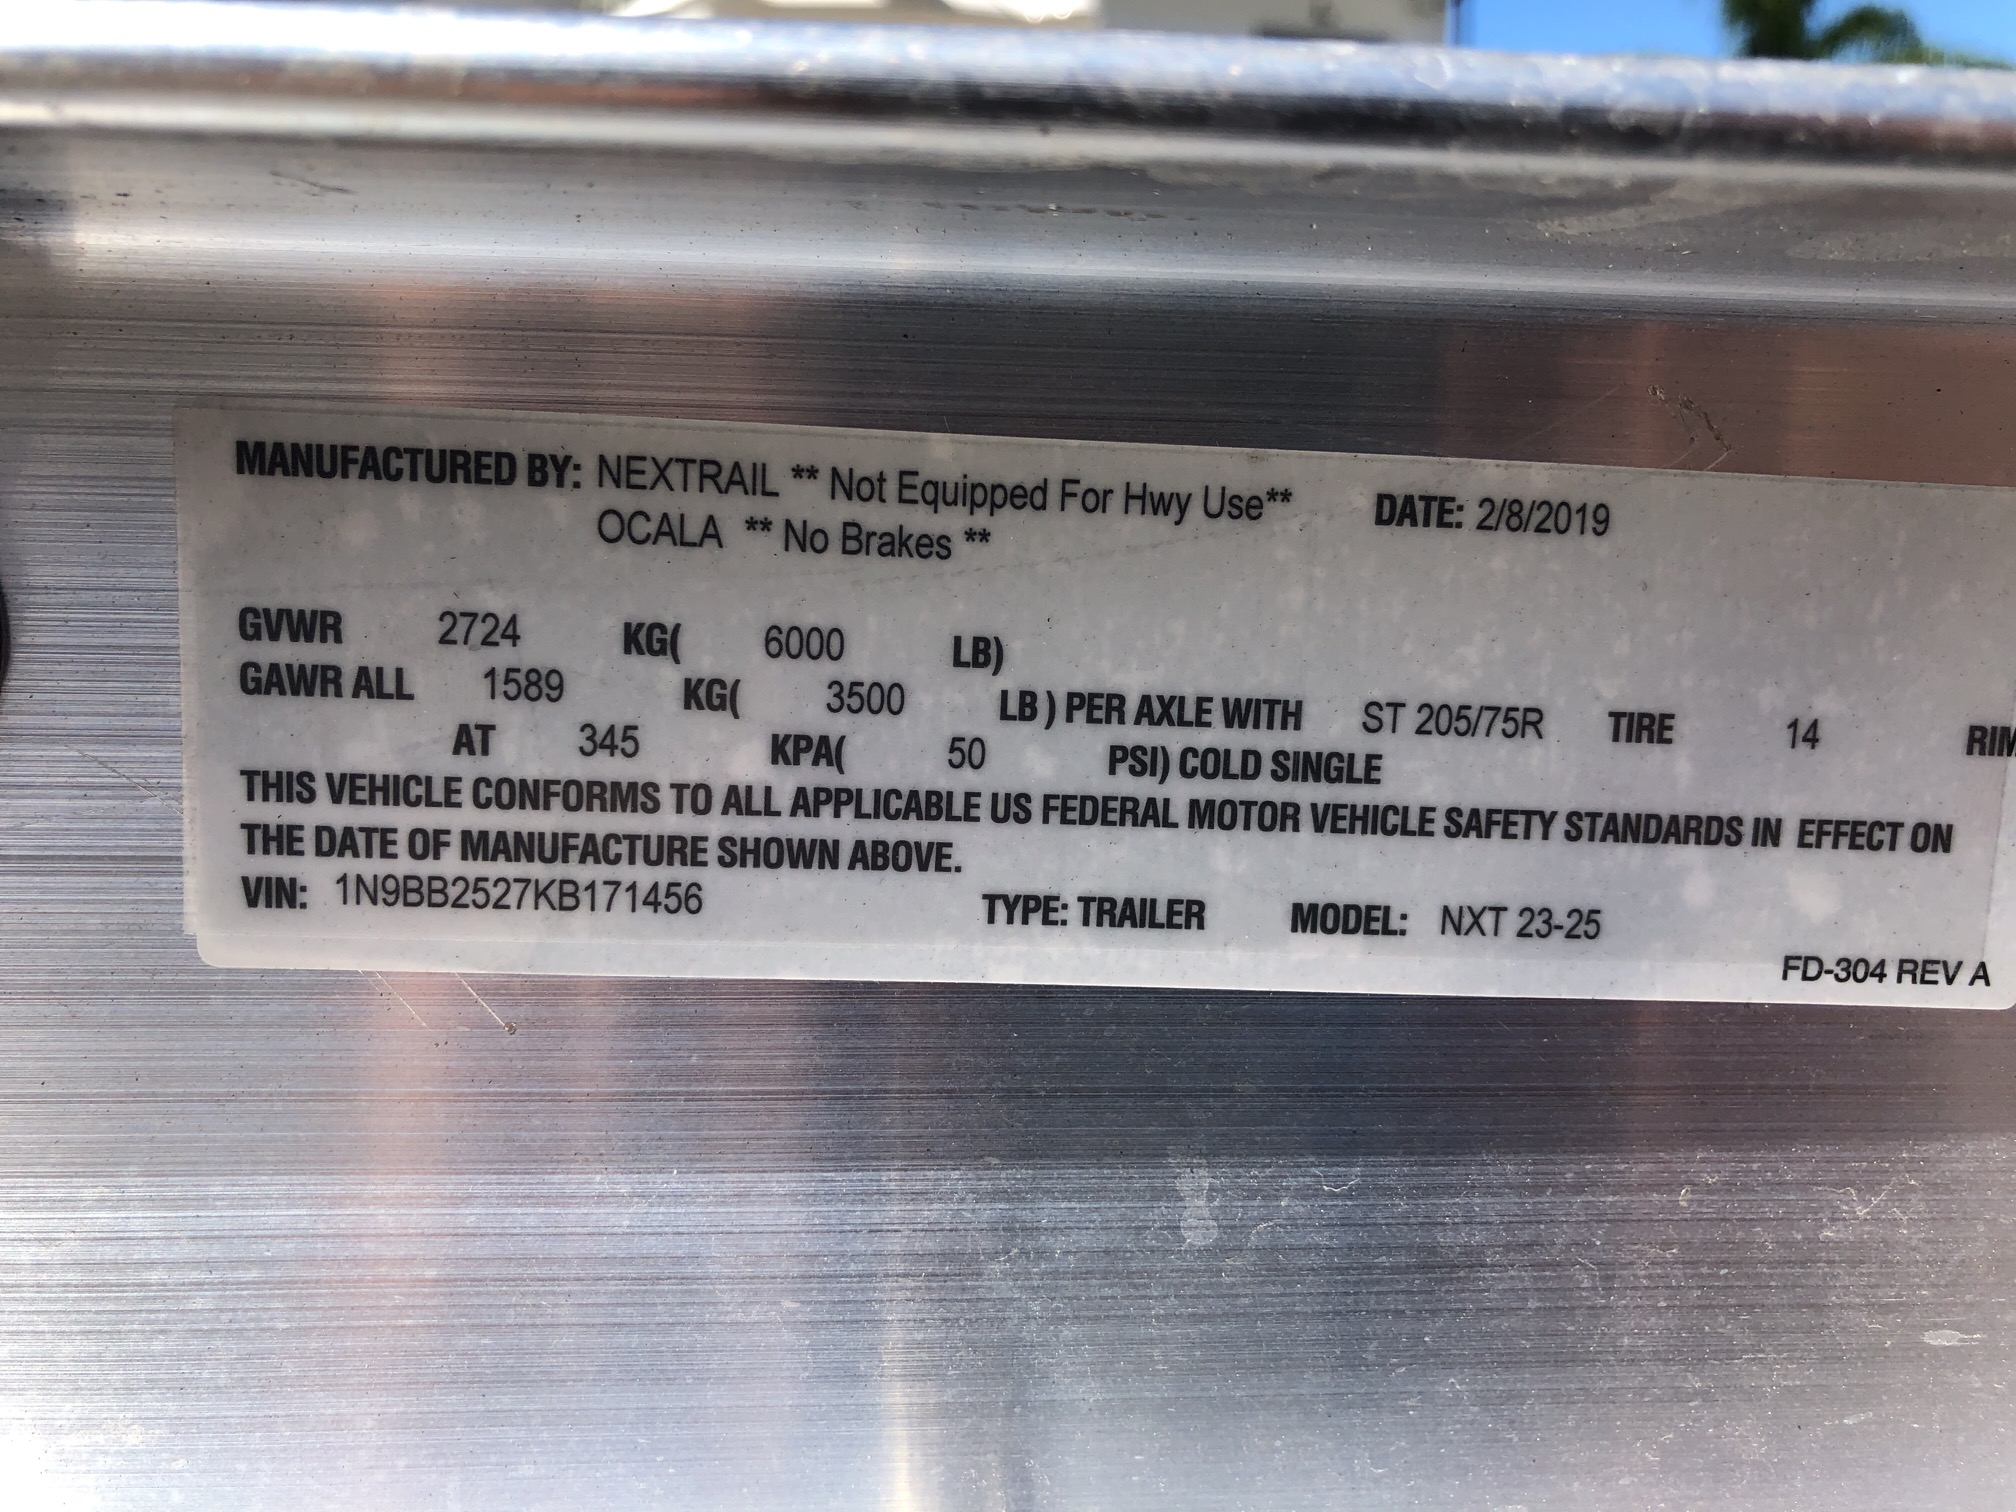 MANUFACTURED BY: NEXTRAIL ** Not Equipped For Hwy Use** DATE: 2/8/2019
OCALA ** No Brakes **
GVWR 2724 KG( 6000 LB)
GAWR ALL 1589 KG( 3500 LB ) PER AXLE WITH ST 205/75R TIRE 14 RIM
AT 345 KPA( 50 PSI) COLD SINGLE
THIS VEHICLE CONFORMS TO ALL APPLICABLE US FEDERAL MOTOR VEHICLE SAFETY STANDARDS IN EFFECT ON
THE DATE OF MANUFACTURE SHOWN ABOVE.
VIN: 1N9BB2527KB171456 TYPE: TRAILER MODEL: NXT 23-25
FD-304 REV A